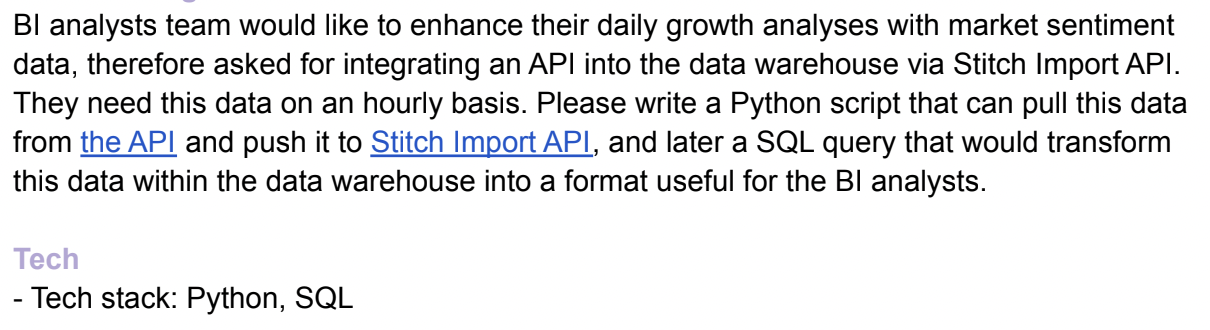 BI analysts team would like to enhance their daily growth analyses with market sentiment
data, therefore asked for integrating an API into the data warehouse via Stitch Import API.
They need this data on an hourly basis. Please write a Python script that can pull this data
from the API and push it to Stitch Import API, and later a SQL query that would transform
this data within the data warehouse into a format useful for the BI analysts.
Tech
- Tech stack: Python, SQL